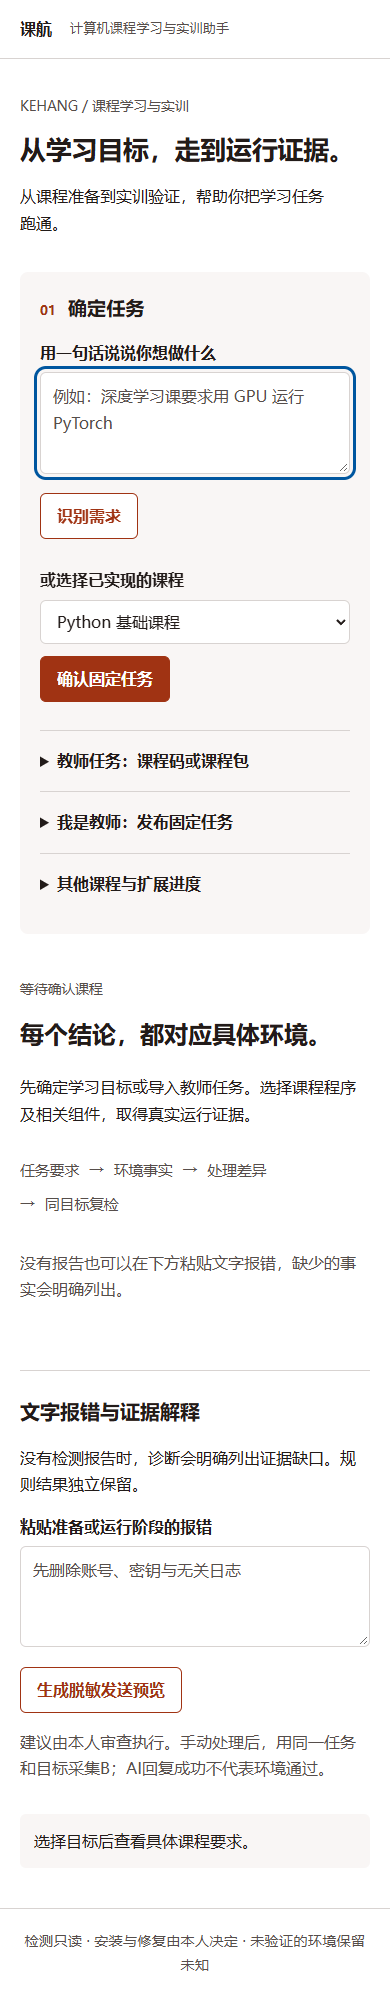 课航 计算机课程学习与实训助手
KEHANG / 课程学习与实训
从学习目标，走到运行证据。
从课程准备到实训验证，帮助你把学习任务
跑通。
01 确定任务
用一句话说说你想做什么
例如：深度学习课要求用 GPU 运行
PyTorch
识别需求
或选择已实现的课程
Python 基础课程
确认固定任务
教师任务：课程码或课程包
我是教师：发布固定任务
其他课程与扩展进度
等待确认课程
每个结论，都对应具体环境。
先确定学习目标或导入教师任务。选择课程程序
及相关组件，取得真实运行证据。
任务要求 → 环境事实 → 处理差异
→ 同目标复检
没有报告也可以在下方粘贴文字报错，缺少的事
实会明确列出。
文字报错与证据解释
没有检测报告时，诊断会明确列出证据缺口。规
则结果独立保留。
粘贴准备或运行阶段的报错
先删除账号、密钥与无关日志
生成脱敏发送预览
建议由本人审查执行。手动处理后，用同一任务
和目标采集B；AI回复成功不代表环境通过。
选择目标后查看具体课程要求。
检测只读 · 安装与修复由本人决定 · 未验证的环境保留
未知